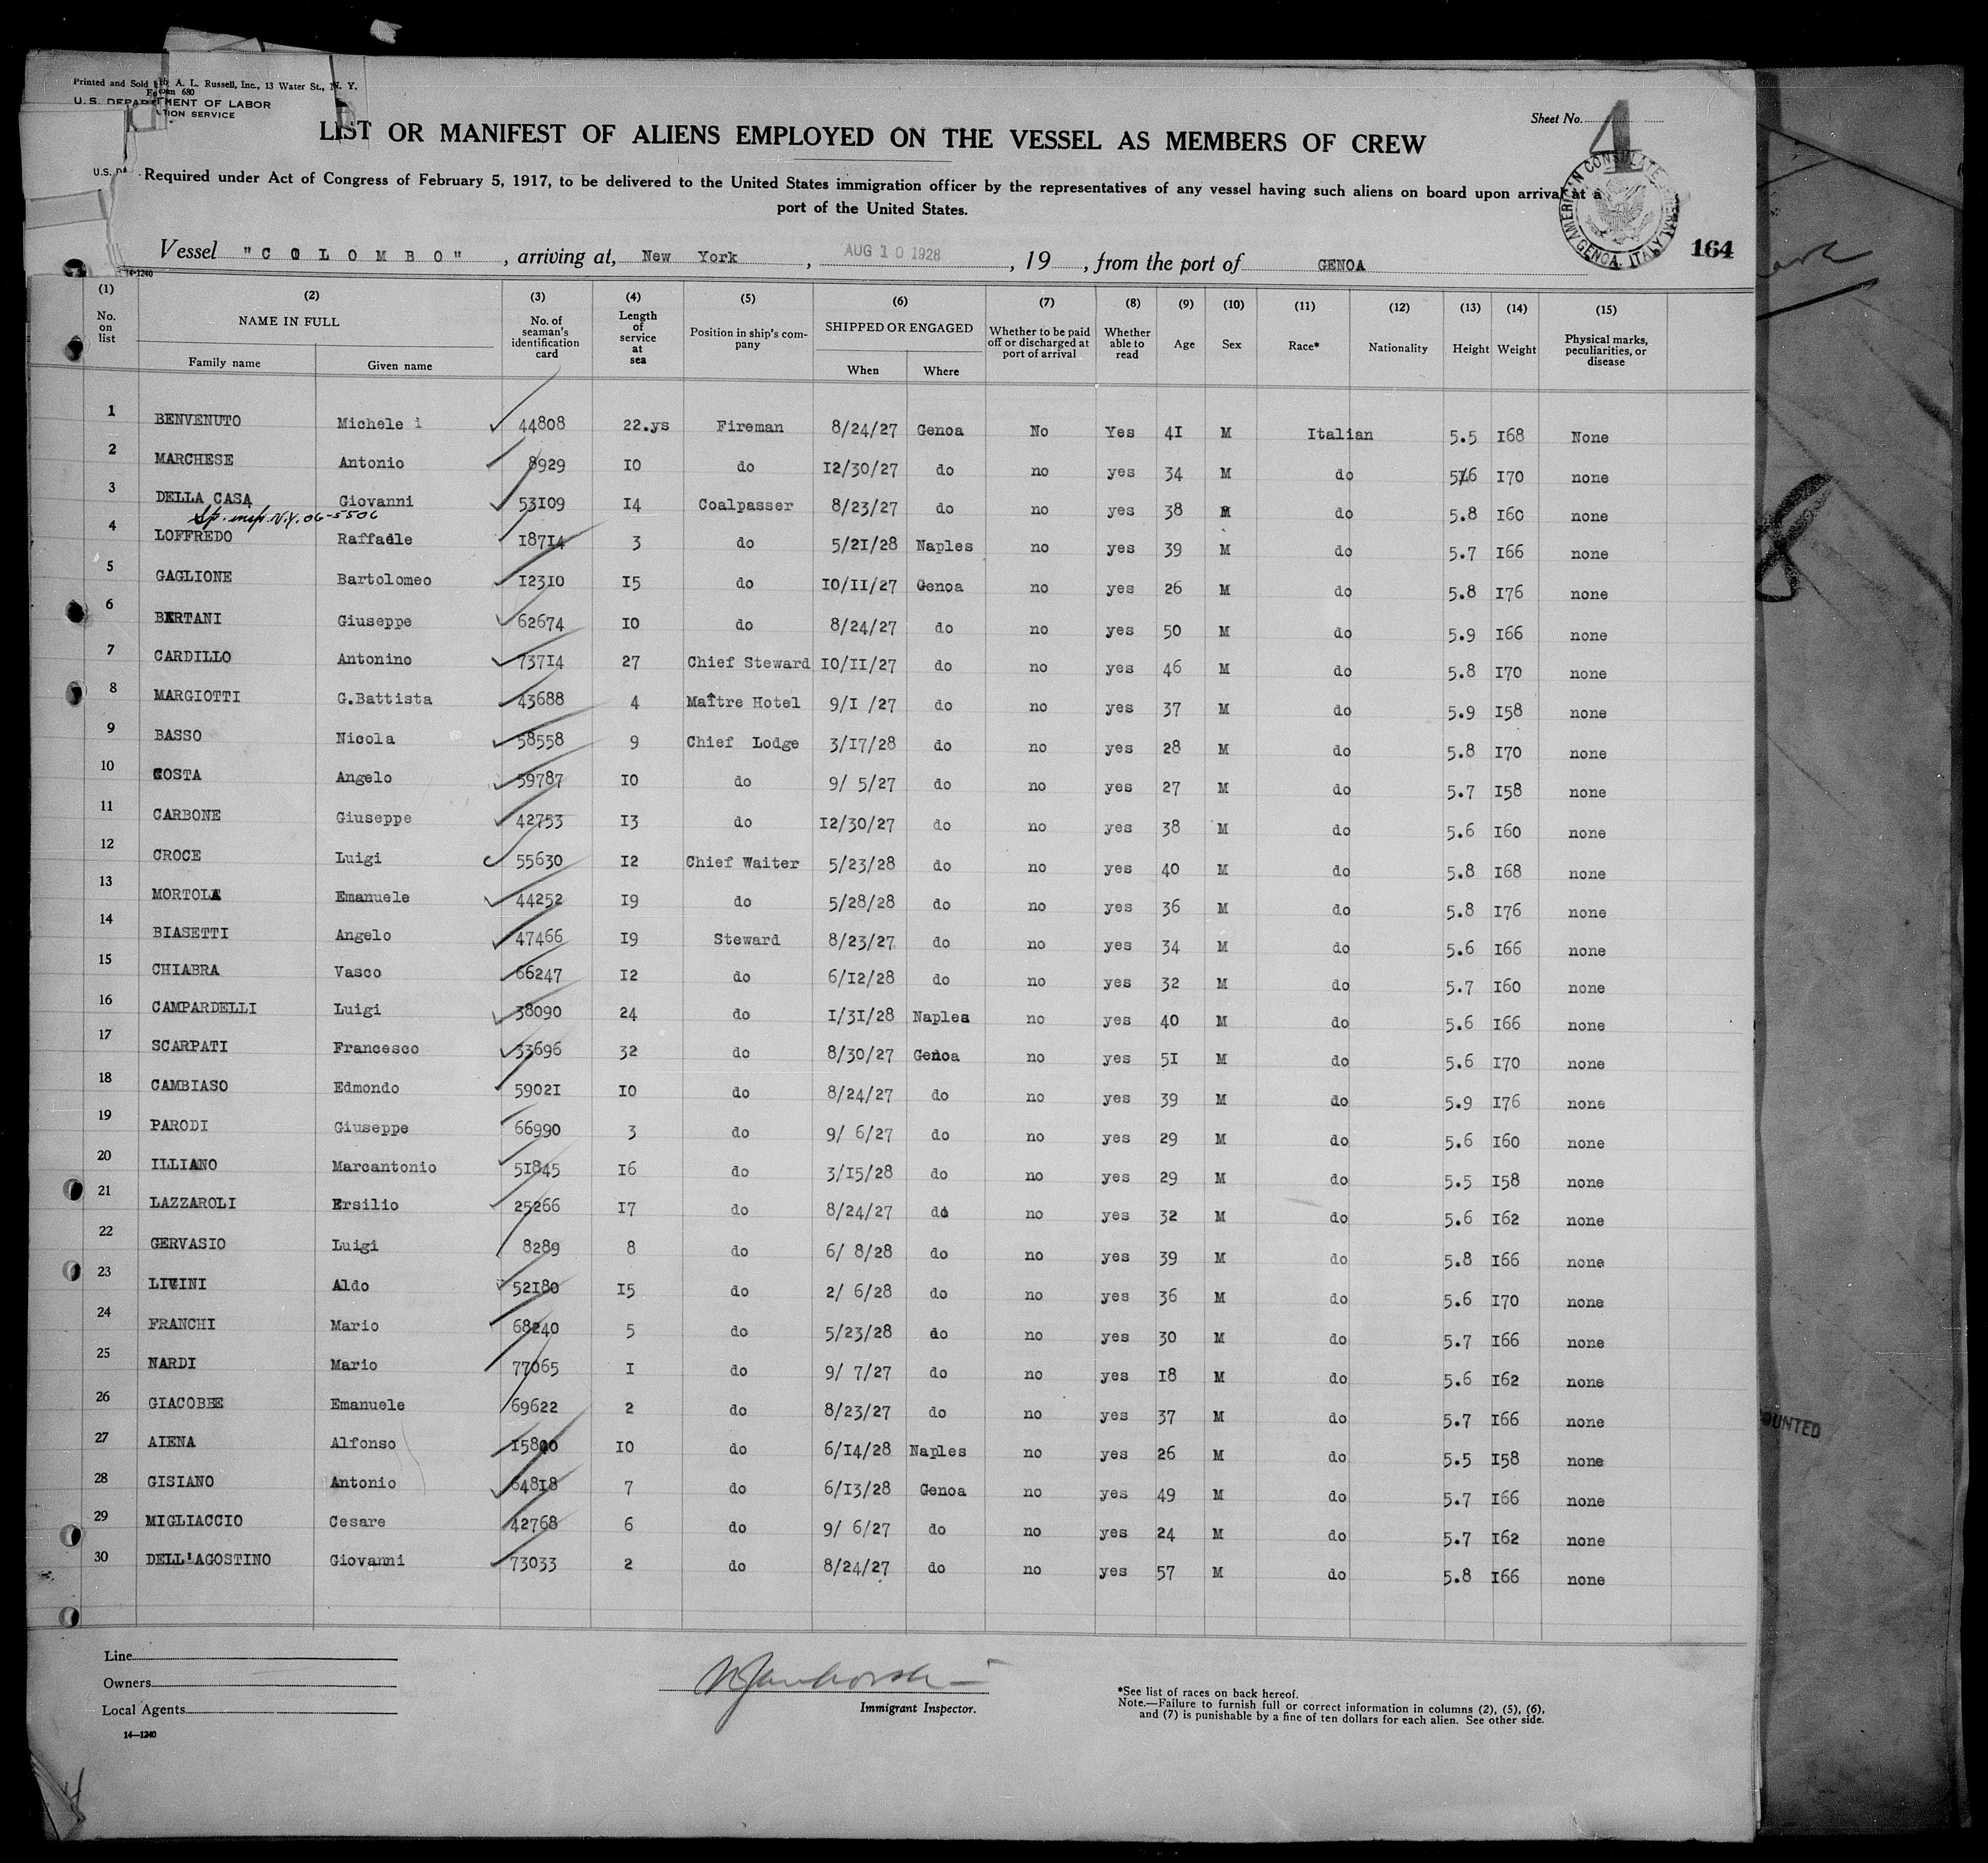 Printed and Sold by A. L. Russell, Inc., 13 Water St., N. Y.
Form 680
U. S. DEPARTMENT OF LABOR
TION SERVICE
U.S.
Sheet No. 4
LIST OR MANIFEST OF ALIENS EMPLOYED ON THE VESSEL AS MEMBERS OF CREW
Required under Act of Congress of February 5, 1917, to be delivered to the United States immigration officer by the representatives of any vessel having such aliens on board upon arrival at a
port of the United States.
AMERICAN CONSULATE GENERAL GENOA, ITALY
164
Vessel "COLOMBO", arriving at, New York, AUG 10 1928, 19, from the port of GENOA
14-1240
(1) (2) (3) (4) (5) (6) (7) (8) (9) (10) (11) (12) (13) (14) (15)
No. on list NAME IN FULL Family name Given name No. of seaman's identification card Length of service at sea Position in ship's company SHIPPED OR ENGAGED When Where Whether to be paid off or discharged at port of arrival Whether able to read Age Sex Race* Nationality Height Weight Physical marks, peculiarities, or disease
1 BENVENUTO Michele i 44808 22.ys Fireman 8/24/27 Genoa No Yes 41 M Italian 5.5 168 None
2 MARCHESE Antonio 8929 10 do 12/30/27 do no yes 34 M do 5.6 170 none
3 DELLA CASA Giovanni 53109 14 Coalpasser 8/23/27 do no yes 38 M do 5.8 160 none
Sp. insp. N.Y. 06-5506
4 LOFFREDO Raffaele 18714 3 do 5/21/28 Naples no yes 39 M do 5.7 166 none
5 GAGLIONE Bartolomeo 12310 15 do 10/11/27 Genoa no yes 26 M do 5.8 176 none
6 BERTANI Giuseppe 62674 10 do 8/24/27 do no yes 50 M do 5.9 166 none
7 CARDILLO Antonino 73714 27 Chief Steward 10/11/27 do no yes 46 M do 5.8 170 none
8 MARGIOTTI G.Battista 43688 4 Maître Hotel 9/1 /27 do no yes 37 M do 5.9 158 none
9 BASSO Nicola 58558 9 Chief Lodge 3/17/28 do no yes 28 M do 5.8 170 none
10 COSTA Angelo 59787 10 do 9/ 5/27 do no yes 27 M do 5.7 158 none
11 CARBONE Giuseppe 42753 13 do 12/30/27 do no yes 38 M do 5.6 160 none
12 CROCE Luigi 55630 12 Chief Waiter 5/23/28 do no yes 40 M do 5.8 168 none
13 MORTOLA Emanuele 44252 19 do 5/28/28 do no yes 36 M do 5.8 176 none
14 BIASETTI Angelo 47466 19 Steward 8/23/27 do no yes 34 M do 5.6 166 none
15 CHIABRA Vasco 66247 12 do 6/12/28 do no yes 32 M do 5.7 160 none
16 CAMPARDELLI Luigi 38090 24 do 1/31/28 Naples no yes 40 M do 5.6 166 none
17 SCARPATI Francesco 33696 32 do 8/30/27 Genoa no yes 51 M do 5.6 170 none
18 CAMBIASO Edmondo 59021 10 do 8/24/27 do no yes 39 M do 5.9 176 none
19 PARODI Giuseppe 66990 3 do 9/ 6/27 do no yes 29 M do 5.6 160 none
20 ILLIANO Marcantonio 51845 16 do 3/15/28 do no yes 29 M do 5.5 158 none
21 LAZZAROLI Ersilio 25266 17 do 8/24/27 do no yes 32 M do 5.6 162 none
22 GERVASIO Luigi 8289 8 do 6/ 8/28 do no yes 39 M do 5.8 166 none
23 LIVINI Aldo 52180 15 do 2/ 6/28 do no yes 36 M do 5.6 170 none
24 FRANCHI Mario 68240 5 do 5/23/28 do no yes 30 M do 5.7 166 none
25 NARDI Mario 77065 1 do 9/ 7/27 do no yes 18 M do 5.6 162 none
26 GIACOBBE Emanuele 69622 2 do 8/23/27 do no yes 37 M do 5.7 166 none
27 AIENA Alfonso 15800 10 do 6/14/28 Naples no yes 26 M do 5.5 158 none
28 GISIANO Antonio 64818 7 do 6/13/28 Genoa no yes 49 M do 5.7 166 none
29 MIGLIACCIO Cesare 42768 6 do 9/ 6/27 do no yes 24 M do 5.7 162 none
30 DELL'AGOSTINO Giovanni 73033 2 do 8/24/27 do no yes 57 M do 5.8 166 none
OUNTED
Line
Owners
Local Agents
14—1240
Immigrant Inspector.
*See list of races on back hereof.
Note.—Failure to furnish full or correct information in columns (2), (5), (6),
and (7) is punishable by a fine of ten dollars for each alien. See other side.